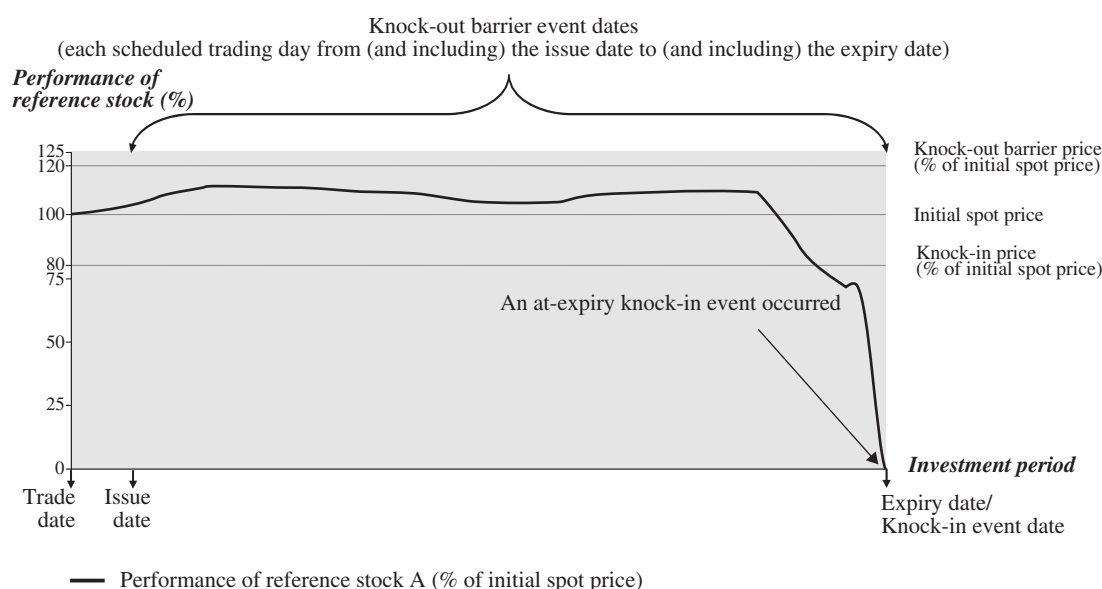 Knock-out barrier event dates
(each scheduled trading day from (and including) the issue date to (and including) the expiry date)
Performance of
reference stock (%)
125
120
100
80
75
50
25
0
Knock-out barrier price
(% of initial spot price)
Initial spot price
Knock-in price
(% of initial spot price)
An at-expiry knock-in event occurred
Investment period
Trade
date
Issue
date
Expiry date/
Knock-in event date
Performance of reference stock A (% of initial spot price)